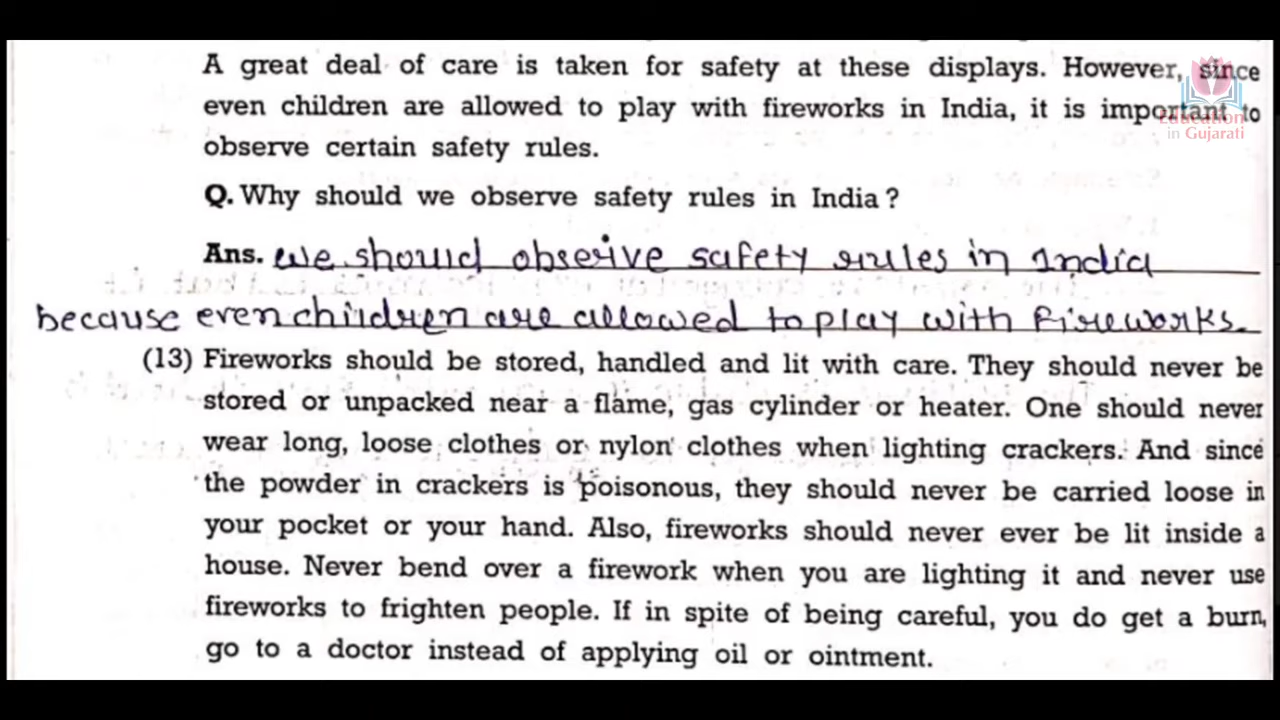 A great deal of care is taken for safety at these displays. However, since
even children are allowed to play with fireworks in India, it is important to
observe certain safety rules.
Education
in Gujarati
Q. Why should we observe safety rules in India ?
Ans. we should observe safety rules in India
because even children are allowed to play with fireworks.
(13) Fireworks should be stored, handled and lit with care. They should never be
stored or unpacked near a flame, gas cylinder or heater. One should never
wear long, loose clothes or nylon clothes when lighting crackers. And since
the powder in crackers is poisonous, they should never be carried loose in
your pocket or your hand. Also, fireworks should never ever be lit inside a
house. Never bend over a firework when you are lighting it and never use
fireworks to frighten people. If in spite of being careful, you do get a burn,
go to a doctor instead of applying oil or ointment.